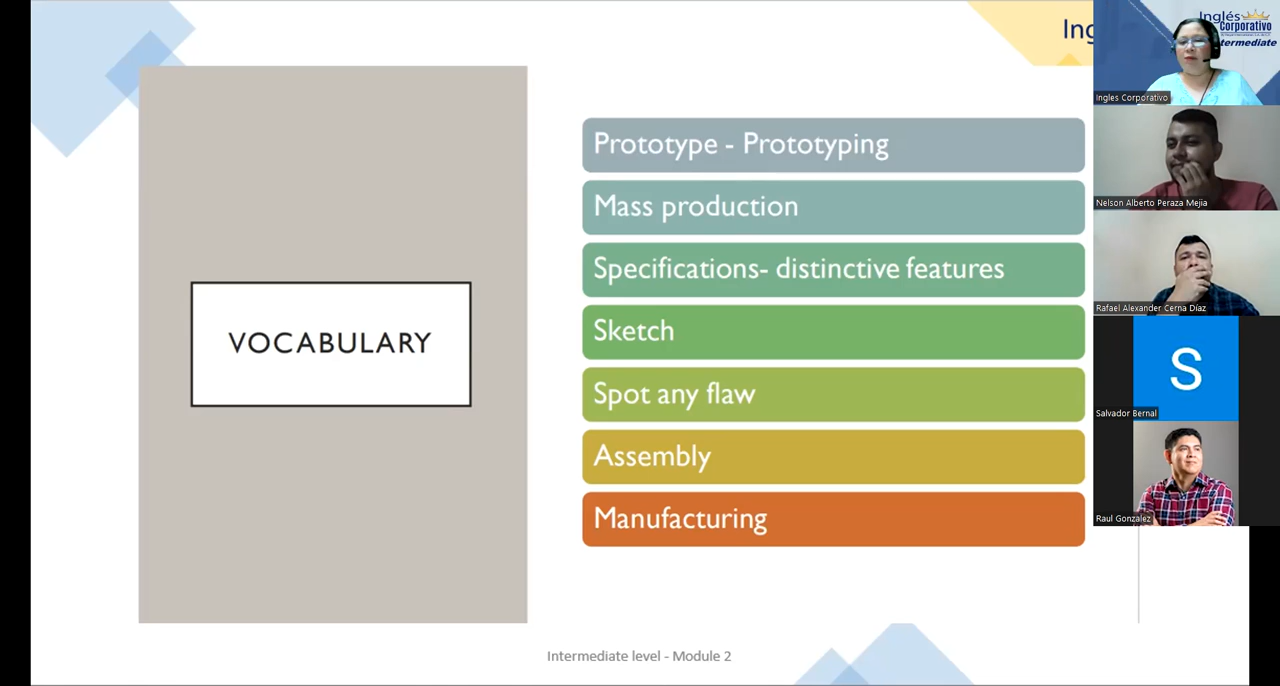 Ing
Inglés
Corporativo
Intermediate
Ingles Corporativo
Prototype - Prototyping
Mass production
Specifications- distinctive features
Sketch
Spot any flaw
Assembly
Manufacturing
VOCABULARY
Nelson Alberto Peraza Mejia
Rafael Alexander Cerna Díaz
S
Salvador Bernal
Raul Gonzalez
Intermediate level - Module 2